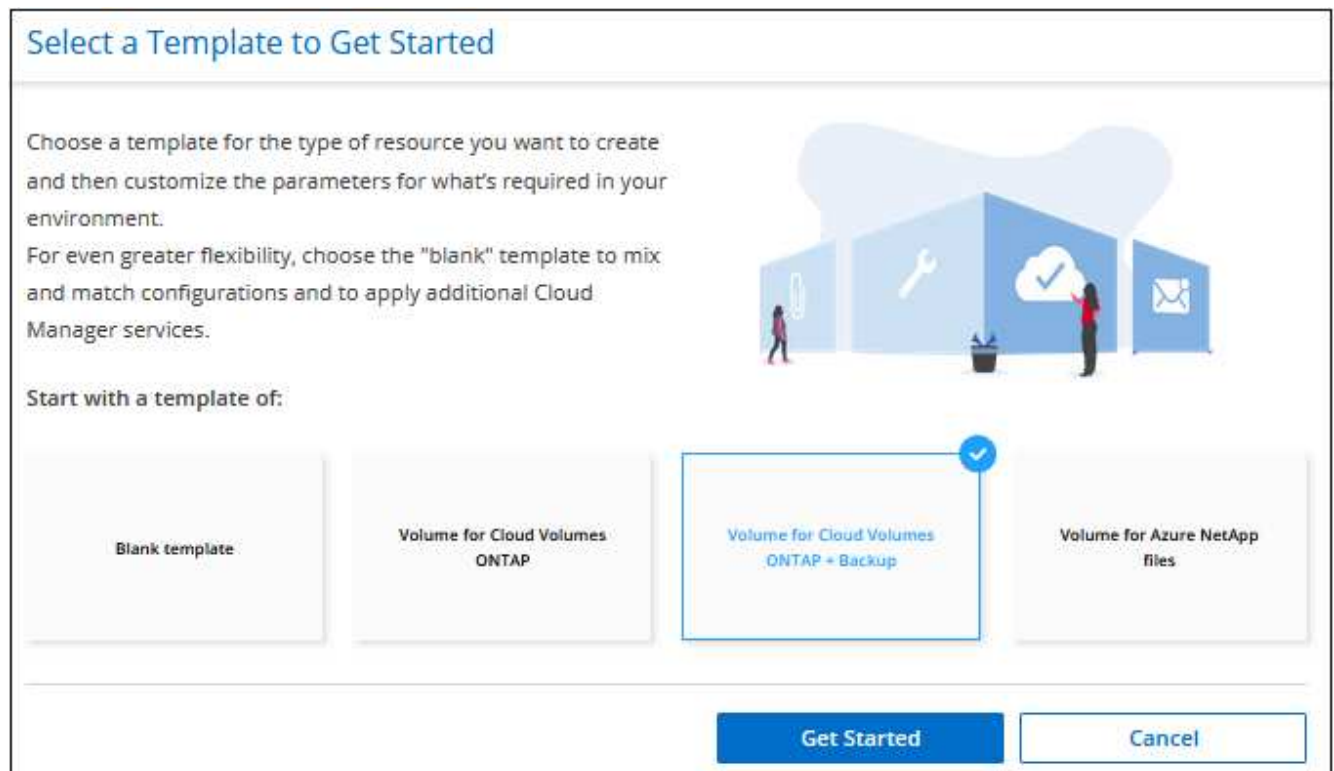 Select a Template to Get Started
Choose a template for the type of resource you want to create
and then customize the parameters for what's required in your
environment.
For even greater flexibility, choose the "blank" template to mix
and match configurations and to apply additional Cloud
Manager services.
Start with a template of:
Blank template
Volume for Cloud Volumes
ONTAP
Volume for Cloud Volumes
ONTAP + Backup
Volume for Azure NetApp
files
Get Started
Cancel